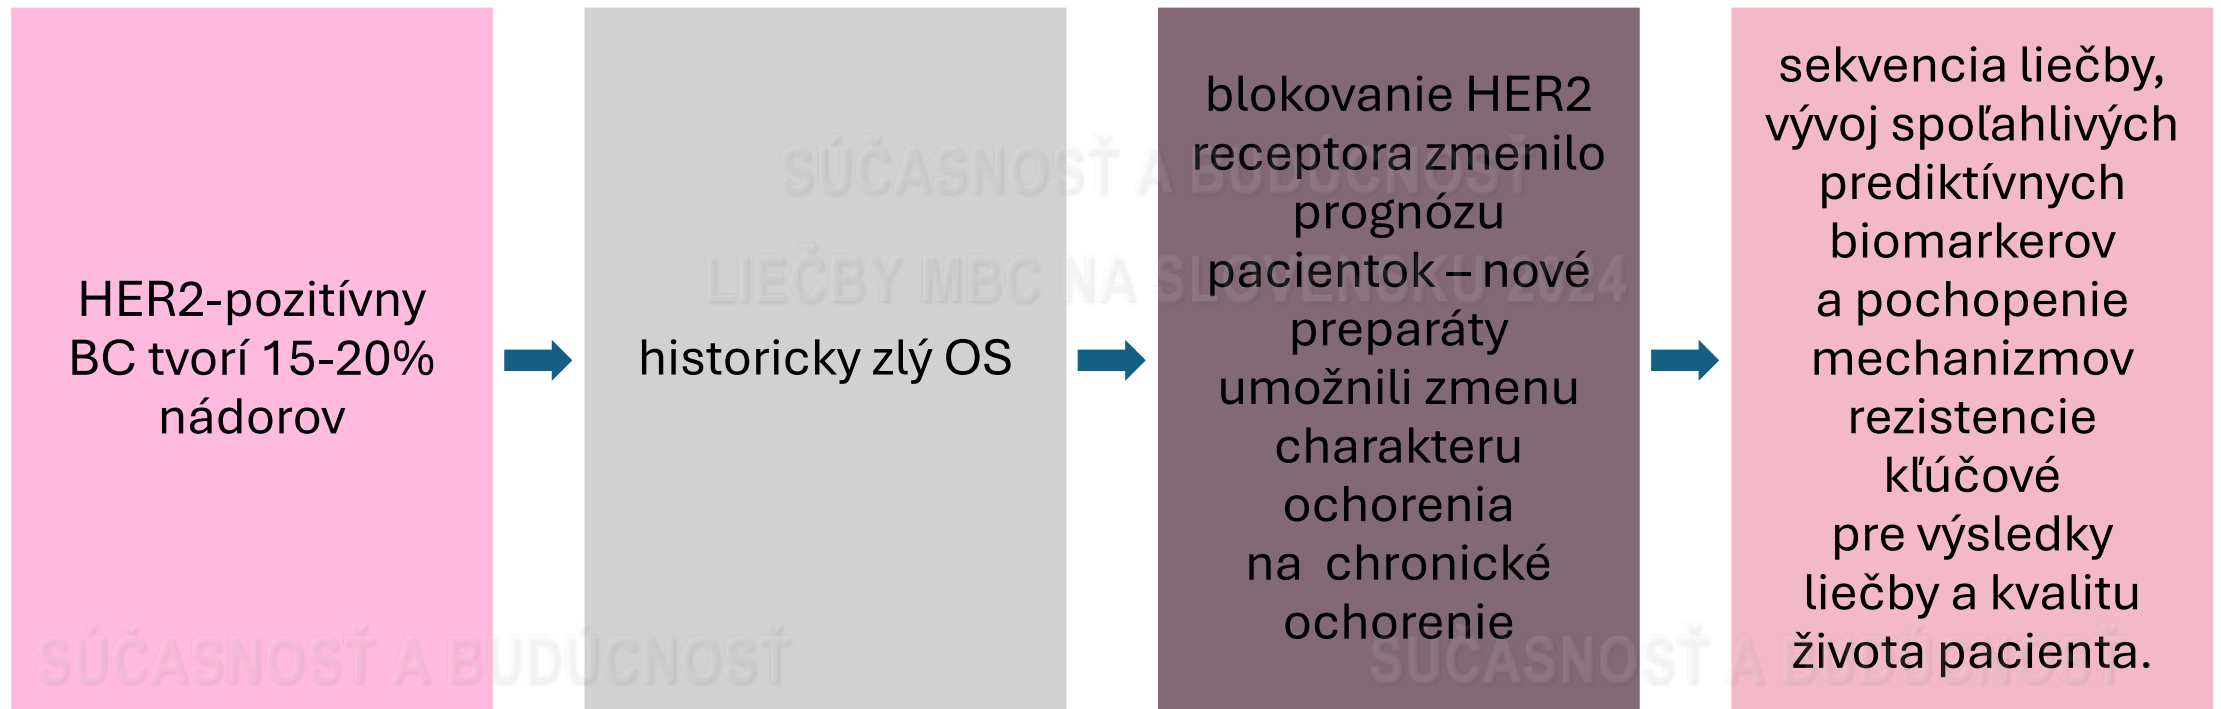 HER2-pozitívny
BC tvorí 15-20%
nádorov
historicky zlý OS
blokovanie HER2
receptora zmenilo
prognózu
pacientok – nové
preparáty
umožnili zmenu
charakteru
ochorenia
na  chronické
ochorenie
sekvencia liečby,
vývoj spoľahlivých
prediktívnych
biomarkerov
a pochopenie
mechanizmov
rezistencie
kľúčové
pre výsledky
liečby a kvalitu
života pacienta.
SÚČASNOSŤ A BUDÚCNOSŤ
LIEČBY MBC NA SLOVENSKU 2024
SÚČASNOSŤ A BUDÚCNOSŤ
SÚČASNOSŤ A BUDÚCNOSŤ